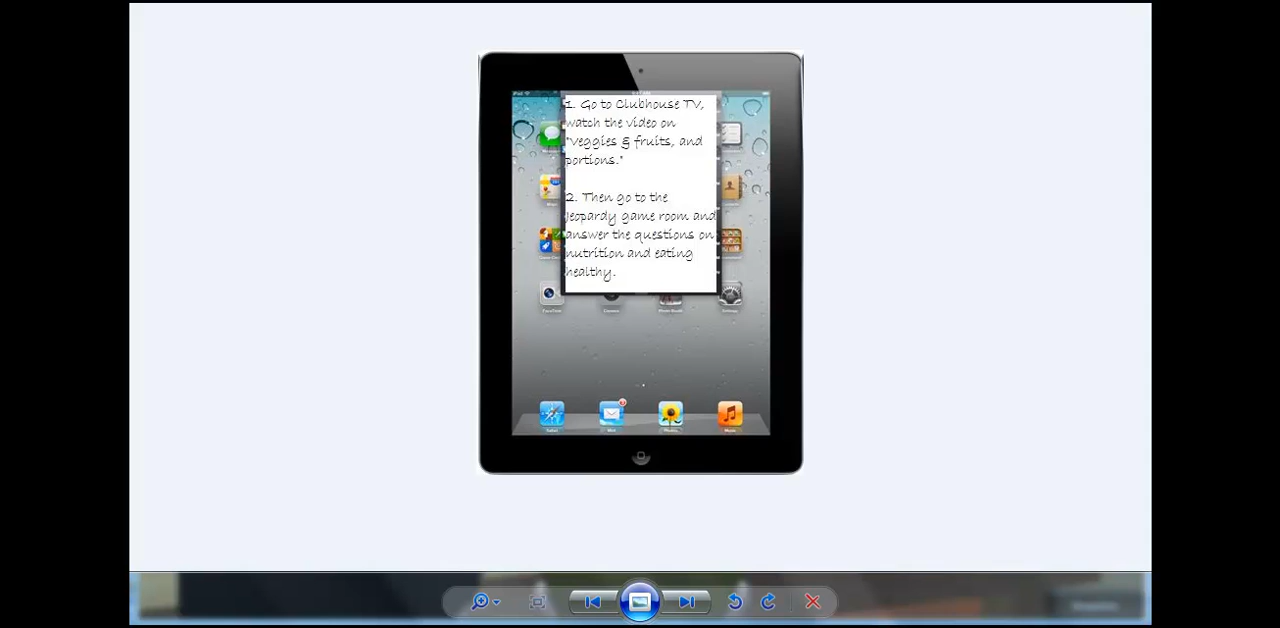 1. Go to Clubhouse TV,
watch the video on
"Veggies & fruits, and
portions."
2. Then go to the
Jeopardy game room and
answer the questions on
nutrition and eating
healthy.